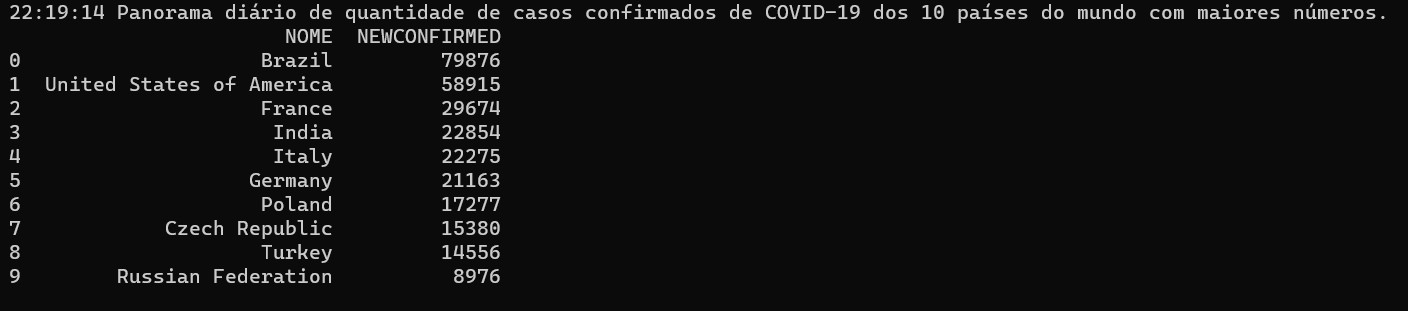 22:19:14 Panorama diário de quantidade de casos confirmados de COVID-19 dos 10 países do mundo com maiores números.
NOME NEWCONFIRMED
0 Brazil 79876
1 United States of America 58915
2 France 29674
3 India 22854
4 Italy 22275
5 Germany 21163
6 Poland 17277
7 Czech Republic 15380
8 Turkey 14556
9 Russian Federation 8976